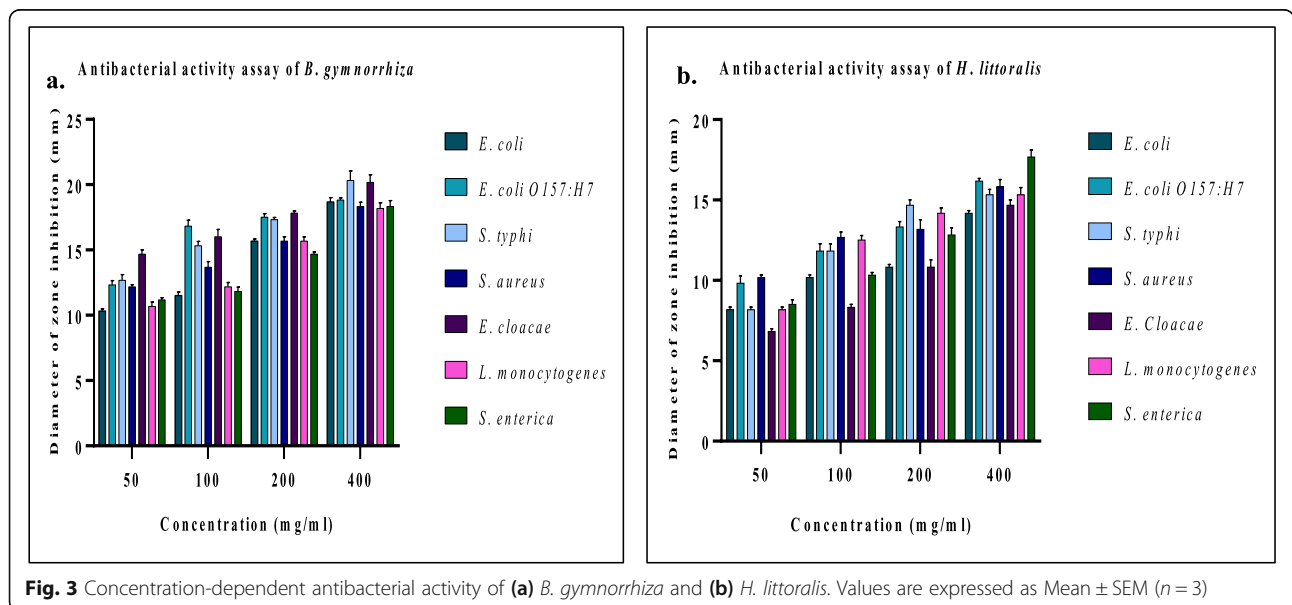 a.
Antibacterial activity assay of B. gymnorrhiza
Diameter of zone inhibition (mm)
25
20
15
10
5
0
50 100 200 400
Concentration (mg/ml)
E. coli
E. coli O157:H7
S. typhi
S. aureus
E. cloacae
L. monocytogenes
S. enterica
b.
Antibacterial activity assay of H. littoralis
Diameter of zone inhibition (mm)
20
15
10
5
0
50 100 200 400
Concentration (mg/ml)
E. coli
E. coli O157:H7
S. typhi
S. aureus
E. Cloacae
L. monocytogenes
S. enterica
Fig. 3 Concentration-dependent antibacterial activity of (a) B. gymnorrhiza and (b) H. littoralis. Values are expressed as Mean ± SEM (n = 3)